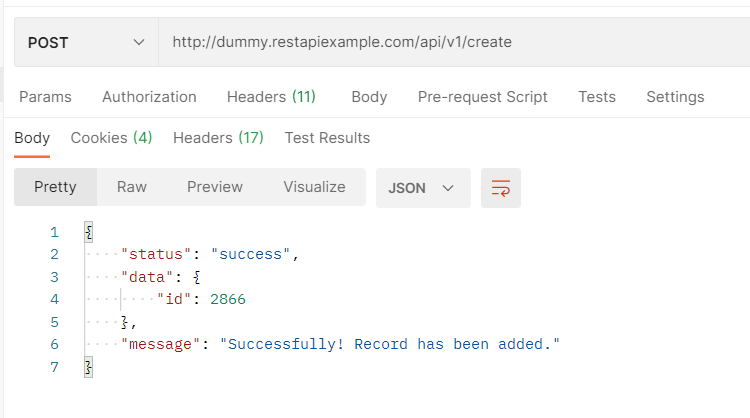 POST http://dummy.restapiexample.com/api/v1/create
Params Authorization Headers (11) Body Pre-request Script Tests Settings
Body Cookies (4) Headers (17) Test Results
Pretty Raw Preview Visualize JSON
1 {
2 "status": "success",
3 "data": {
4 "id": 2866
5 },
6 "message": "Successfully! Record has been added."
7 }